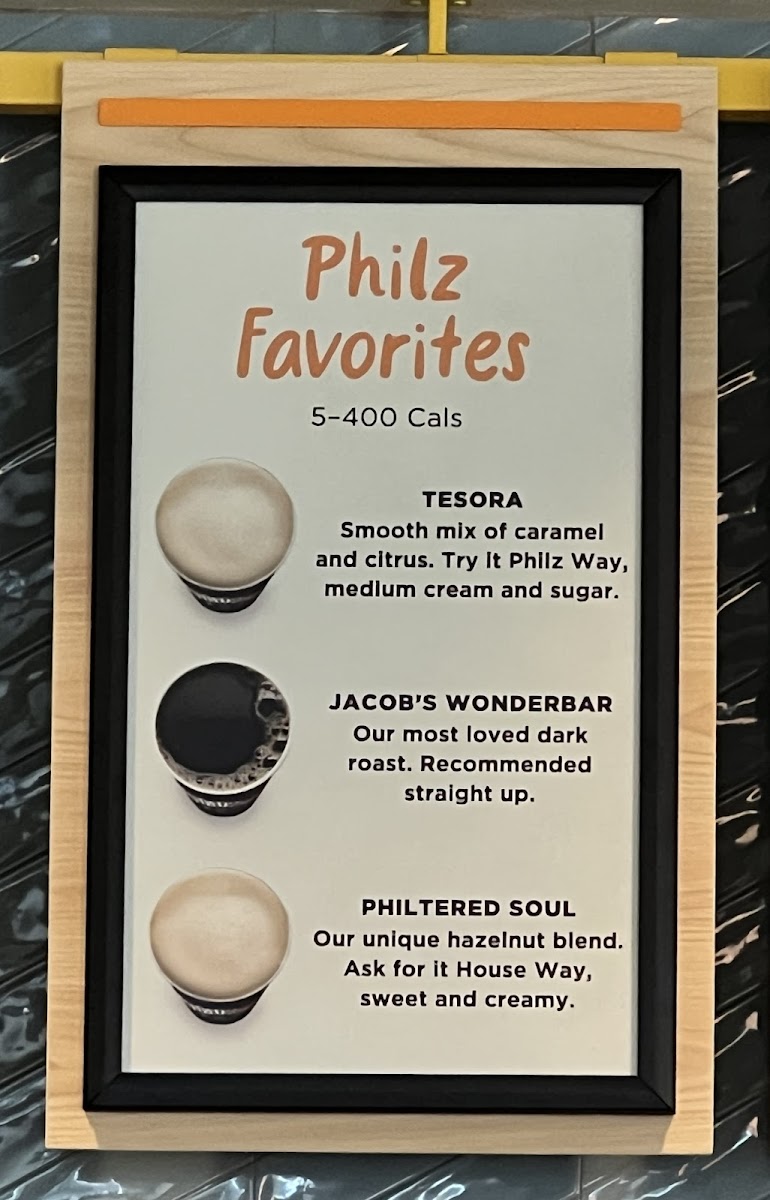 Philz
Favorites
5-400 Cals
TESORA
Smooth mix of caramel
and citrus. Try it Philz Way,
medium cream and sugar.
JACOB'S WONDERBAR
Our most loved dark
roast. Recommended
straight up.
PHILTERED SOUL
Our unique hazelnut blend.
Ask for it House Way,
sweet and creamy.